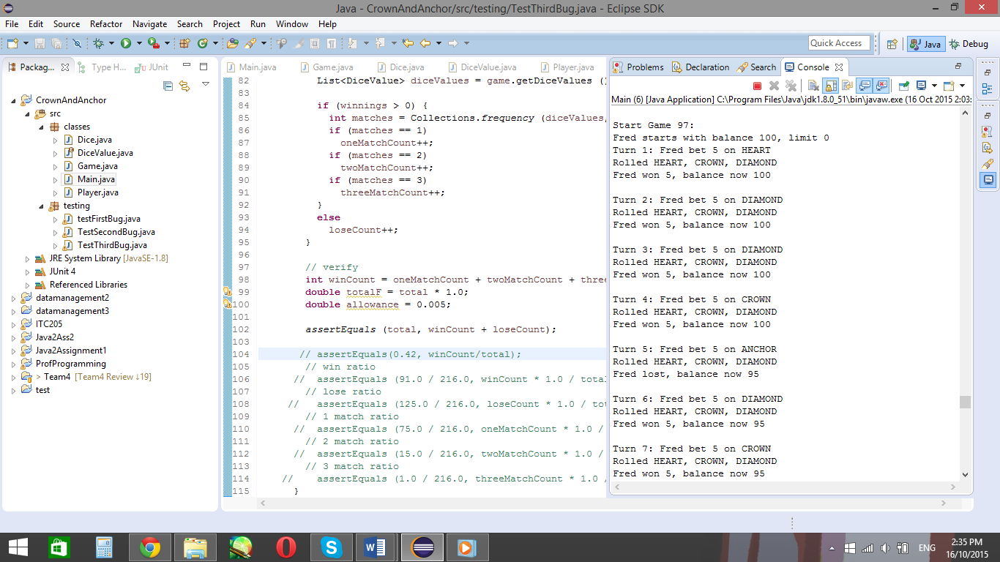 Java - CrownAndAnchor/src/testing/TestThirdBug.java - Eclipse SDK
File Edit Source Refactor Navigate Search Project Run Window Help
Quick Access Java Debug
Packag... Type H... JUnit
CrownAndAnchor
src
classes
Dice.java
DiceValue.java
Game.java
Main.java
Player.java
testing
testFirstBug.java
TestSecondBug.java
TestThirdBug.java
JRE System Library [JavaSE-1.8]
JUnit 4
Referenced Libraries
datamanagement2
datamanagement3
ITC205
Java2Ass2
Java2Assignment1
ProfProgramming
> Team4 [Team4 Review ↓19]
test
Main.java Game.java Dice.java DiceValue.java Player.java
82 List<DiceValue> diceValues = game.getDiceValues ()
83
84 if (winnings > 0) {
85 int matches = Collections.frequency (diceValues,
86 if (matches == 1)
87 oneMatchCount++;
88 if (matches == 2)
89 twoMatchCount++;
90 if (matches == 3)
91 threeMatchCount++;
92 }
93 else
94 loseCount++;
95 }
96
97 // verify
98 int winCount = oneMatchCount + twoMatchCount + three
99 double totalF = total * 1.0;
100 double allowance = 0.005;
101
102 assertEquals (total, winCount + loseCount);
103
104 // assertEquals(0.42, winCount/total);
105 // win ratio
106 // assertEquals (91.0 / 216.0, winCount * 1.0 / total
107 // lose ratio
108 // assertEquals (125.0 / 216.0, loseCount * 1.0 / tot
109 // 1 match ratio
110 // assertEquals (75.0 / 216.0, oneMatchCount * 1.0 /
111 // 2 match ratio
112 // assertEquals (15.0 / 216.0, twoMatchCount * 1.0 /
113 // 3 match ratio
114 // assertEquals (1.0 / 216.0, threeMatchCount * 1.0 /
115 }
Problems Declaration Search Console
Main (6) [Java Application] C:\Program Files\Java\jdk1.8.0_51\bin\javaw.exe (16 Oct 2015 2:03:
Start Game 97:
Fred starts with balance 100, limit 0
Turn 1: Fred bet 5 on HEART
Rolled HEART, CROWN, DIAMOND
Fred won 5, balance now 100
Turn 2: Fred bet 5 on DIAMOND
Rolled HEART, CROWN, DIAMOND
Fred won 5, balance now 100
Turn 3: Fred bet 5 on DIAMOND
Rolled HEART, CROWN, DIAMOND
Fred won 5, balance now 100
Turn 4: Fred bet 5 on CROWN
Rolled HEART, CROWN, DIAMOND
Fred won 5, balance now 100
Turn 5: Fred bet 5 on ANCHOR
Rolled HEART, CROWN, DIAMOND
Fred lost, balance now 95
Turn 6: Fred bet 5 on DIAMOND
Rolled HEART, CROWN, DIAMOND
Fred won 5, balance now 95
Turn 7: Fred bet 5 on CROWN
Rolled HEART, CROWN, DIAMOND
Fred won 5, balance now 95
ENG
2:35 PM
16/10/2015